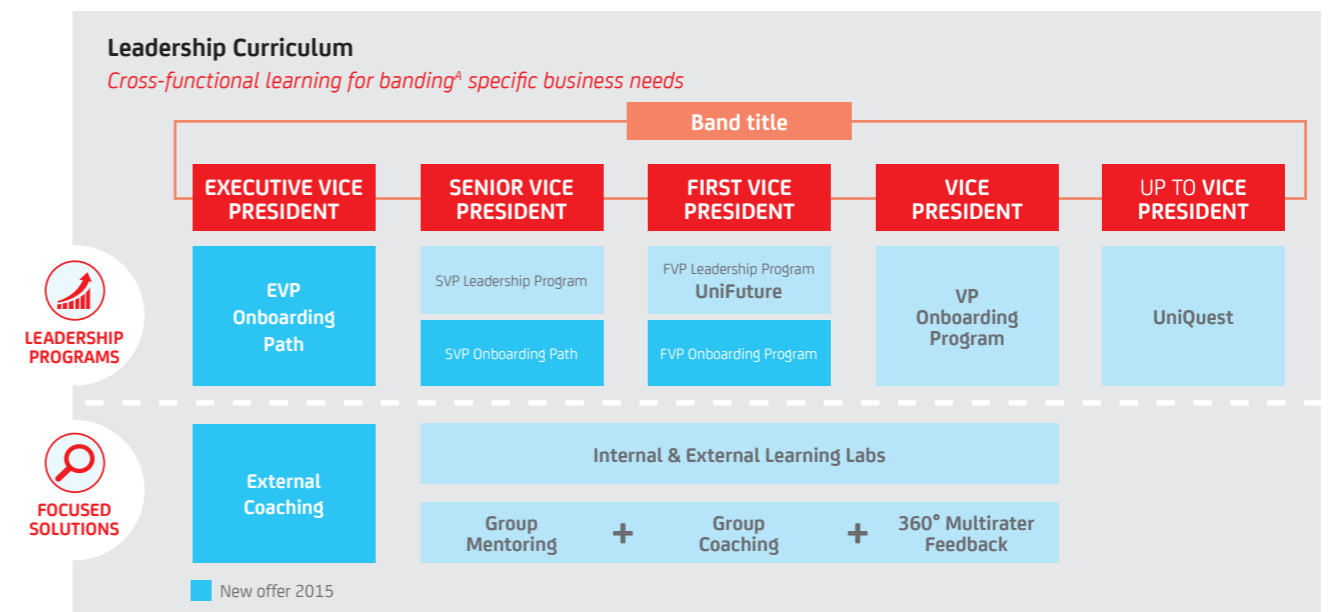 Leadership Curriculum
Cross-functional learning for bandingᴬ specific business needs
Band title
EXECUTIVE VICE
PRESIDENT
SENIOR VICE
PRESIDENT
FIRST VICE
PRESIDENT
VICE
PRESIDENT
UP TO VICE
PRESIDENT
LEADERSHIP
PROGRAMS
EVP
Onboarding
Path
SVP Leadership Program
SVP Onboarding Path
FVP Leadership Program
UniFuture
FVP Onboarding Program
VP
Onboarding
Program
UniQuest
FOCUSED
SOLUTIONS
External
Coaching
Internal & External Learning Labs
Group
Mentoring
+
Group
Coaching
+
360° Multirater
Feedback
New offer 2015